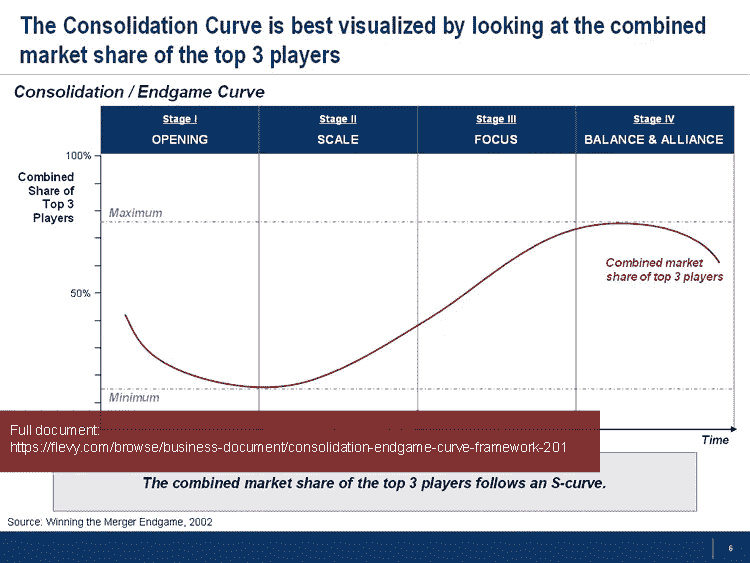 The Consolidation Curve is best visualized by looking at the combined
market share of the top 3 players
Consolidation / Endgame Curve
Stage I
OPENING
Stage II
SCALE
Stage III
FOCUS
Stage IV
BALANCE & ALLIANCE
100%
Combined
Share of
Top 3
Players
Maximum
Combined market
share of top 3 players
50%
Minimum
Full document:
https://flevy.com/browse/business-document/consolidation-endgame-curve-framework-201
Time
The combined market share of the top 3 players follows an S-curve.
Source: Winning the Merger Endgame, 2002
6